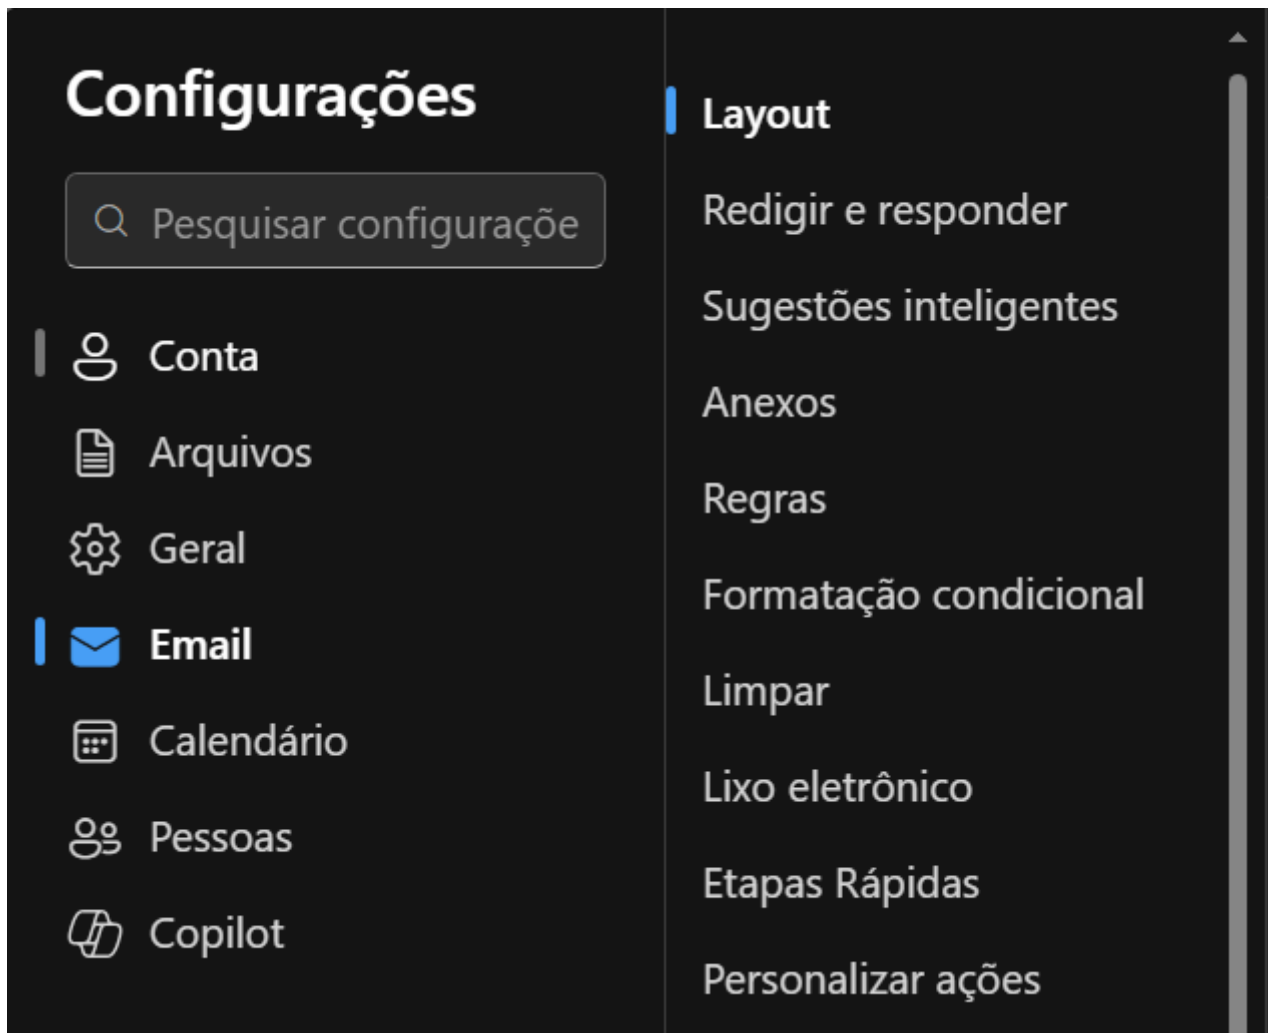 Configurações
Pesquisar configuraçõe
Conta
Arquivos
Geral
Email
Calendário
Pessoas
Copilot
Layout
Redigir e responder
Sugestões inteligentes
Anexos
Regras
Formatação condicional
Limpar
Lixo eletrônico
Etapas Rápidas
Personalizar ações